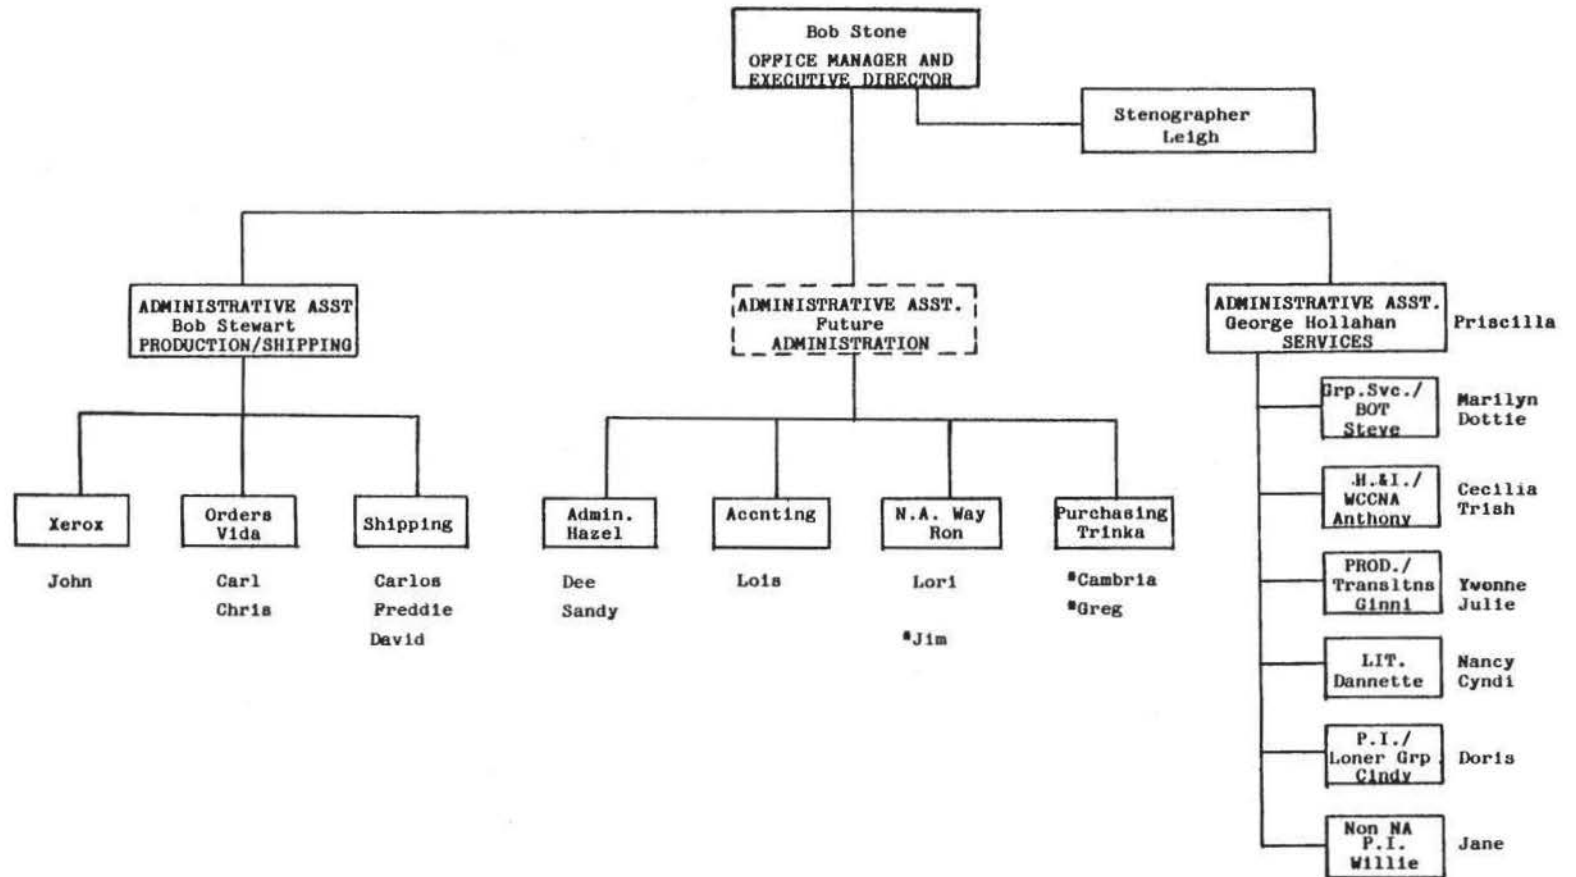 Bob Stone
OFFICE MANAGER AND
EXECUTIVE DIRECTOR
Stenographer
Leigh
ADMINISTRATIVE ASST
Bob Stewart
PRODUCTION/SHIPPING
ADMINISTRATIVE ASST.
Future
ADMINISTRATION
ADMINISTRATIVE ASST.
George Hollahan
SERVICES
Priscilla
Xerox
John
Orders
Vida
Carl
Chris
Shipping
Carlos
Freddie
David
Admin.
Hazel
Dee
Sandy
Accnting
Lois
N.A. Way
Ron
Lori
*Jim
Purchasing
Trinka
*Cambria
*Greg
Grp.Svc./
BOT
Steve
Marilyn
Dottie
H.&I./
WCCNA
Anthony
Cecilia
Trish
PROD./
Transltns
Ginni
Yvonne
Julie
LIT.
Dannette
Nancy
Cyndi
P.I./
Loner Grp
Cindy
Doris
Non NA
P.I.
Willie
Jane